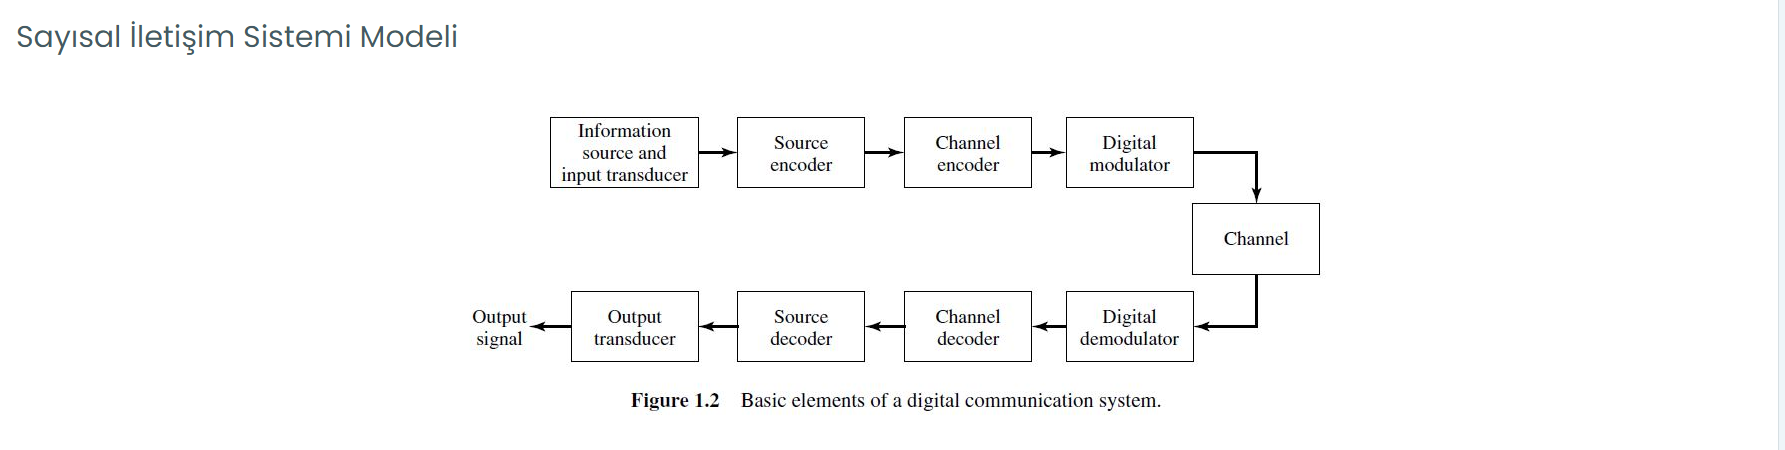 Sayısal İletişim Sistemi Modeli
Information
source and
input transducer
Source
encoder
Channel
encoder
Digital
modulator
Channel
Output
signal
Output
transducer
Source
decoder
Channel
decoder
Digital
demodulator
Figure 1.2 Basic elements of a digital communication system.